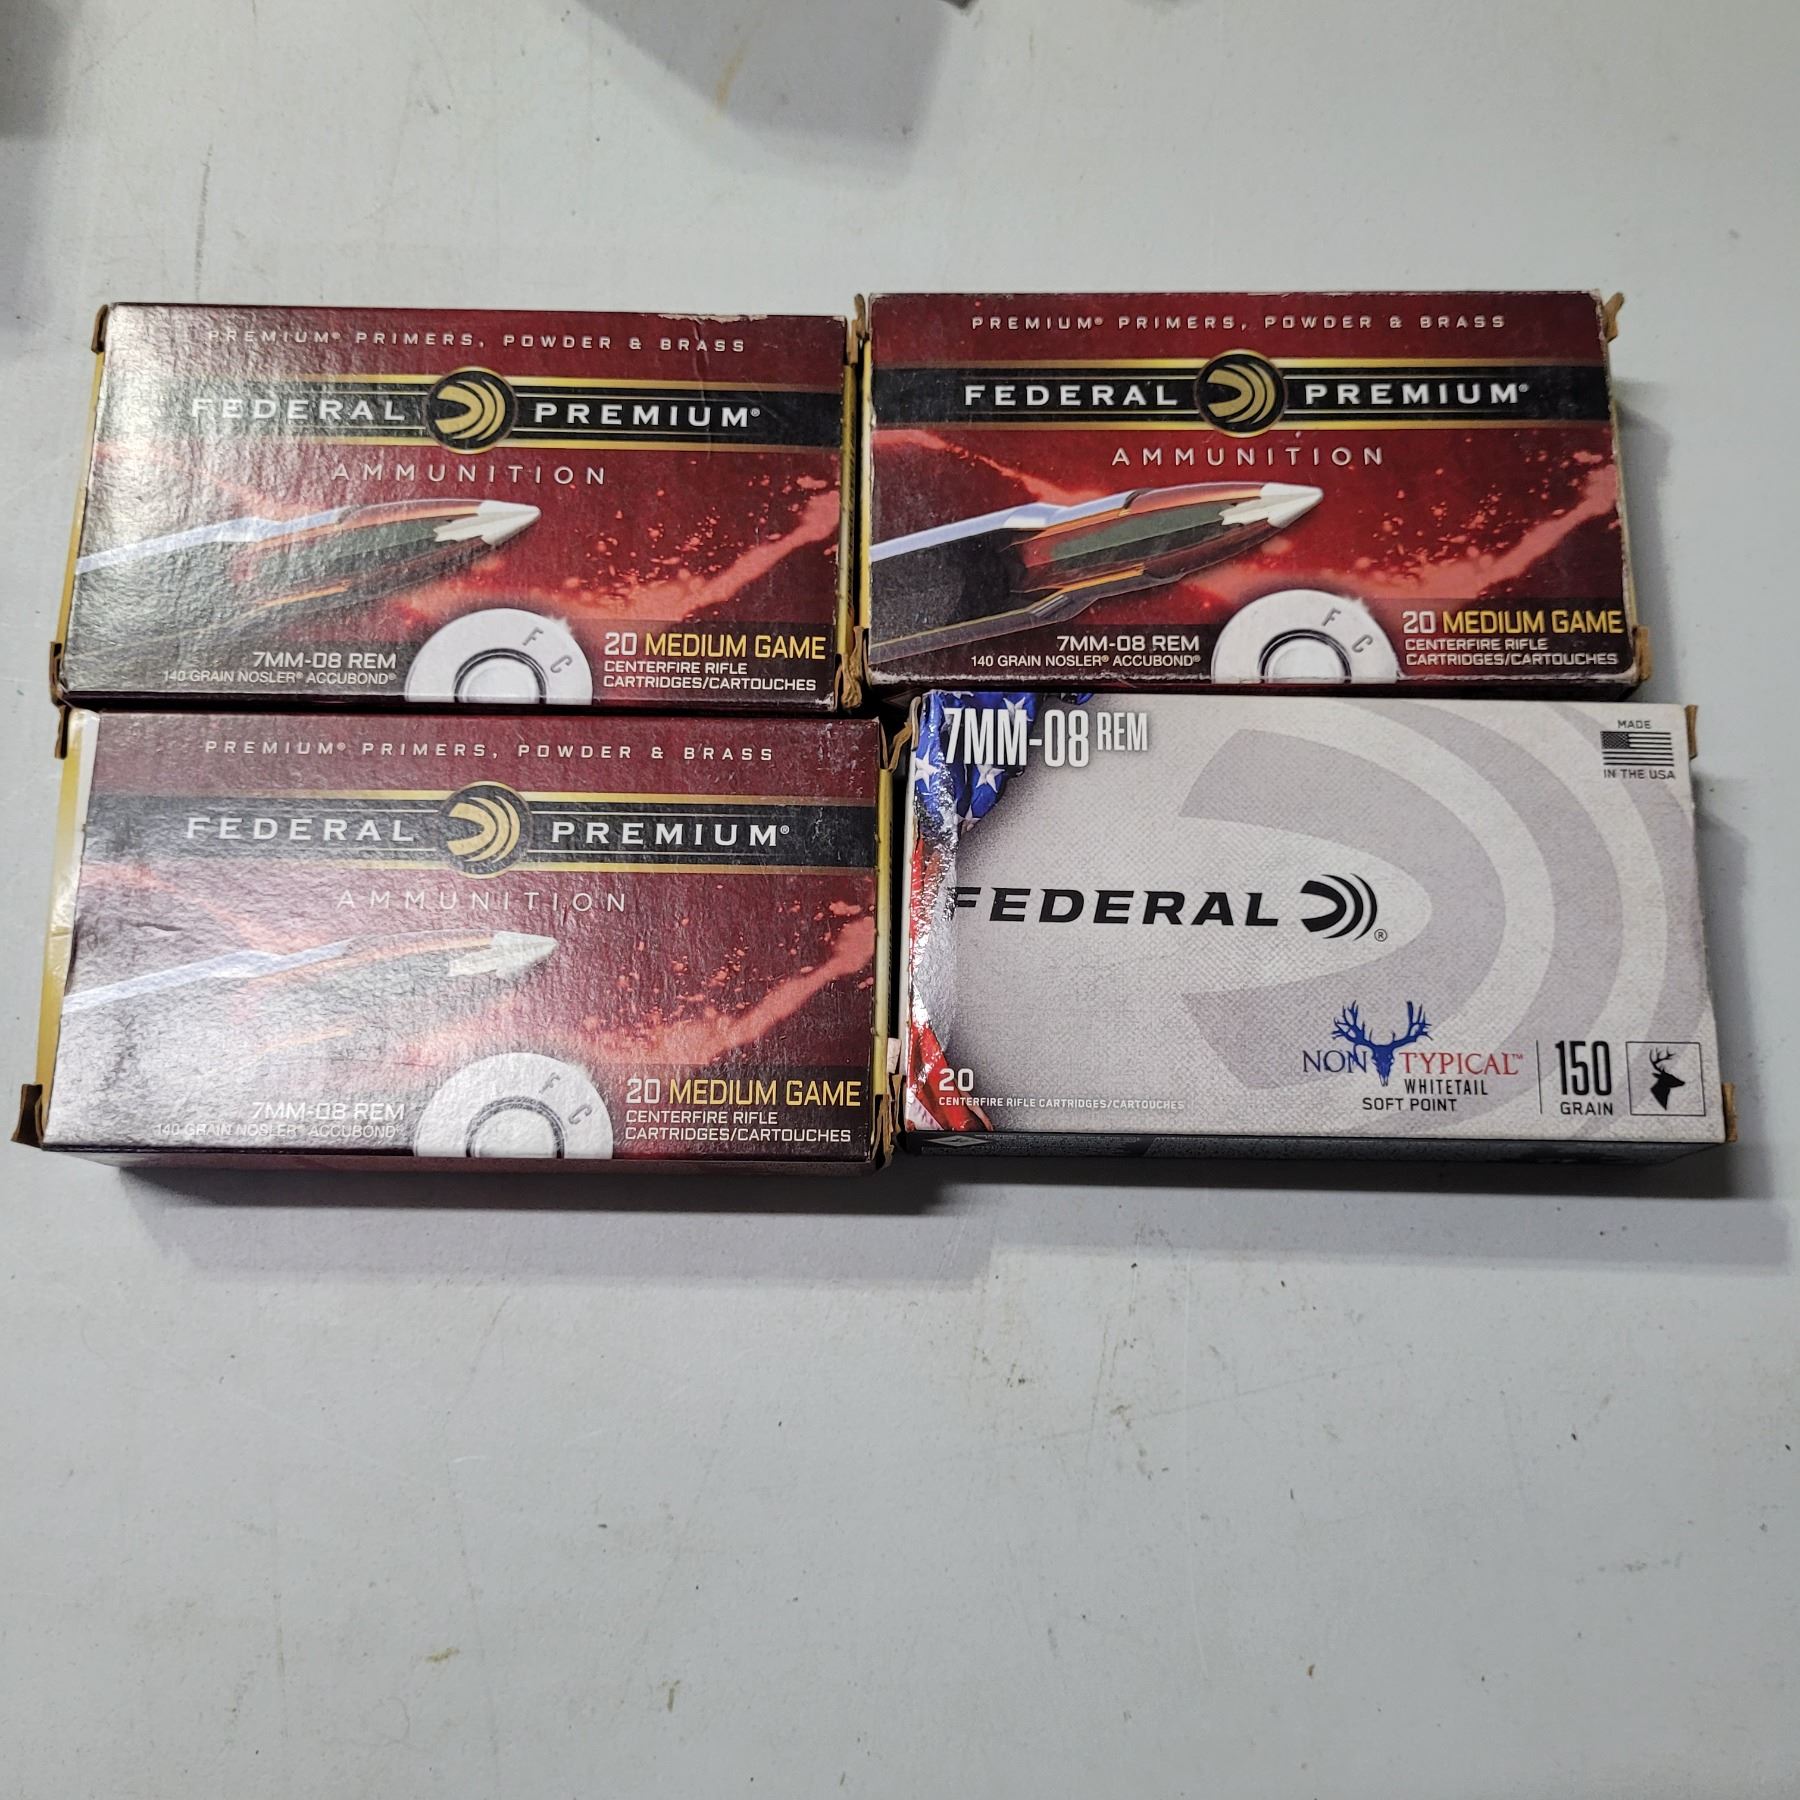 PREMIUM® PRIMERS, POWDER & BRASS
FEDERAL PREMIUM®
AMMUNITION
F C
7MM-08 REM
140 GRAIN NOSLER® ACCUBOND®
20 MEDIUM GAME
CENTERFIRE RIFLE
CARTRIDGES/CARTOUCHES
PREMIUM® PRIMERS, POWDER & BRASS
FEDERAL PREMIUM®
AMMUNITION
F C
7MM-08 REM
140 GRAIN NOSLER® ACCUBOND®
20 MEDIUM GAME
CENTERFIRE RIFLE
CARTRIDGES/CARTOUCHES
PREMIUM® PRIMERS, POWDER & BRASS
FEDERAL PREMIUM®
AMMUNITION
F C
7MM-08 REM
140 GRAIN NOSLER® ACCUBOND®
20 MEDIUM GAME
CENTERFIRE RIFLE
CARTRIDGES/CARTOUCHES
7MM-08 REM
MADE
IN THE USA
FEDERAL ®
NON TYPICAL™
WHITETAIL
SOFT POINT
150
GRAIN
20
CENTERFIRE RIFLE CARTRIDGES/CARTOUCHES